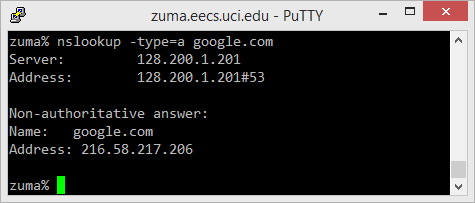 zuma.eecs.uci.edu - PuTTY
zuma% nslookup -type=a google.com
Server:         128.200.1.201
Address:        128.200.1.201#53

Non-authoritative answer:
Name:   google.com
Address: 216.58.217.206

zuma%